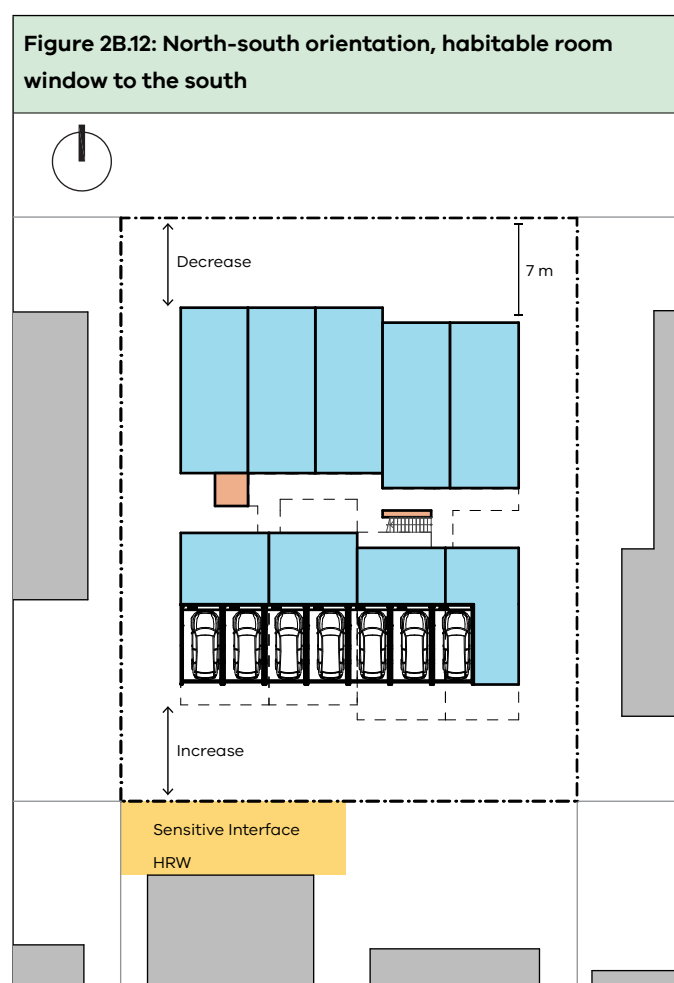 Figure 2B.12: North-south orientation, habitable room
window to the south
Decrease
7 m
Increase
Sensitive Interface
HRW